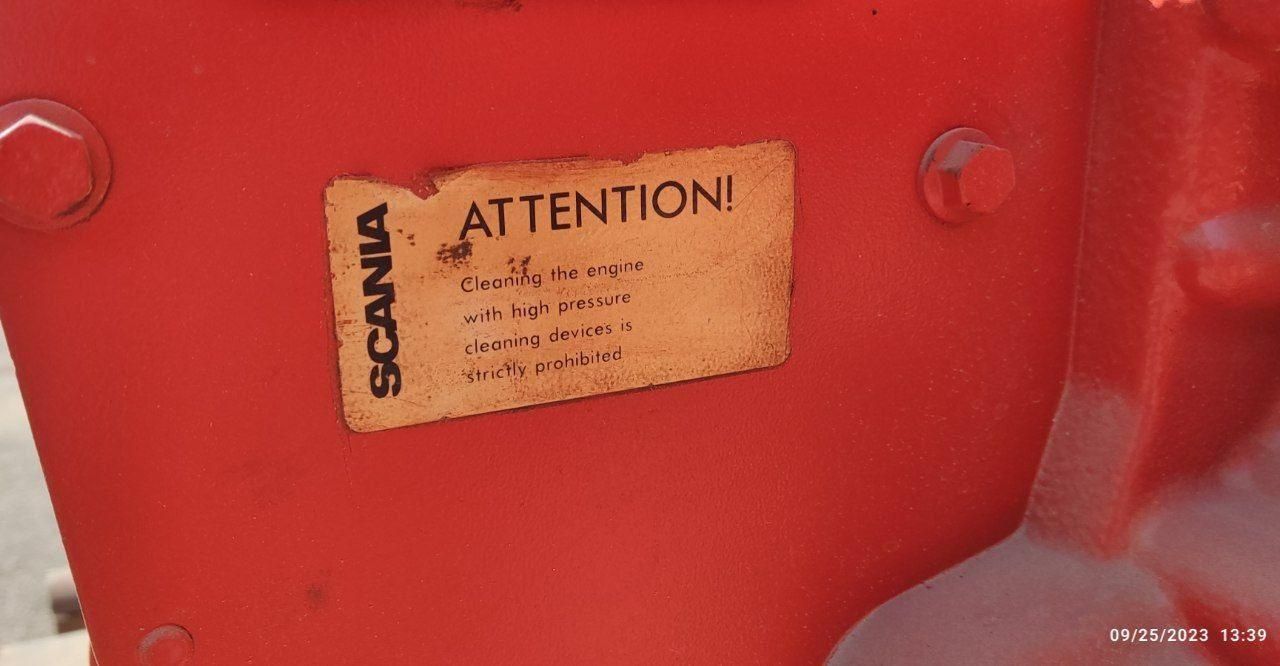 SCANIA
ATTENTION!
Cleaning the engine
with high pressure
cleaning devices is
strictly prohibited
09/25/2023 13:39